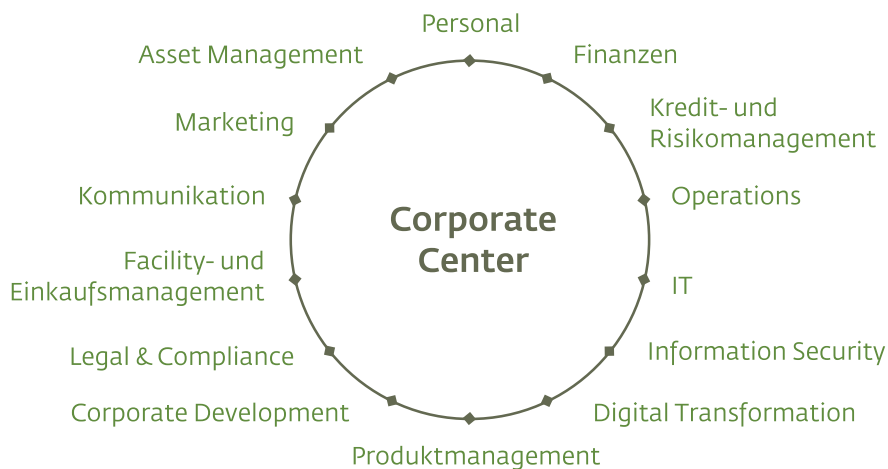 Personal
Finanzen
Kredit- und
Risikomanagement
Operations
IT
Information Security
Digital Transformation
Produktmanagement
Corporate Development
Legal & Compliance
Facility- und
Einkaufsmanagement
Kommunikation
Marketing
Asset Management
Corporate
Center